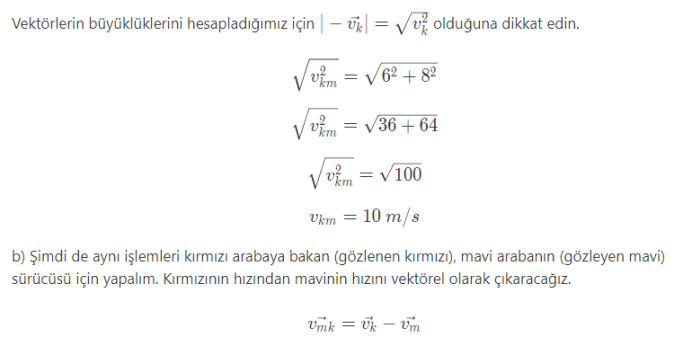 Vektörlerin büyüklüklerini hesapladığımız için $|-\vec{v_k}| = \sqrt{v_k^2}$ olduğuna dikkat edin.
$\sqrt{v_{km}^2} = \sqrt{6^2 + 8^2}$
$\sqrt{v_{km}^2} = \sqrt{36 + 64}$
$\sqrt{v_{km}^2} = \sqrt{100}$
$v_{km} = 10 \; m/s$
b) Şimdi de aynı işlemleri kırmızı arabaya bakan (gözlenen kırmızı), mavi arabanın (gözleyen mavi)
sürücüsü için yapalım. Kırmızının hızından mavinin hızını vektörel olarak çıkaracağız.
$\vec{v_{mk}} = \vec{v_k} - \vec{v_m}$